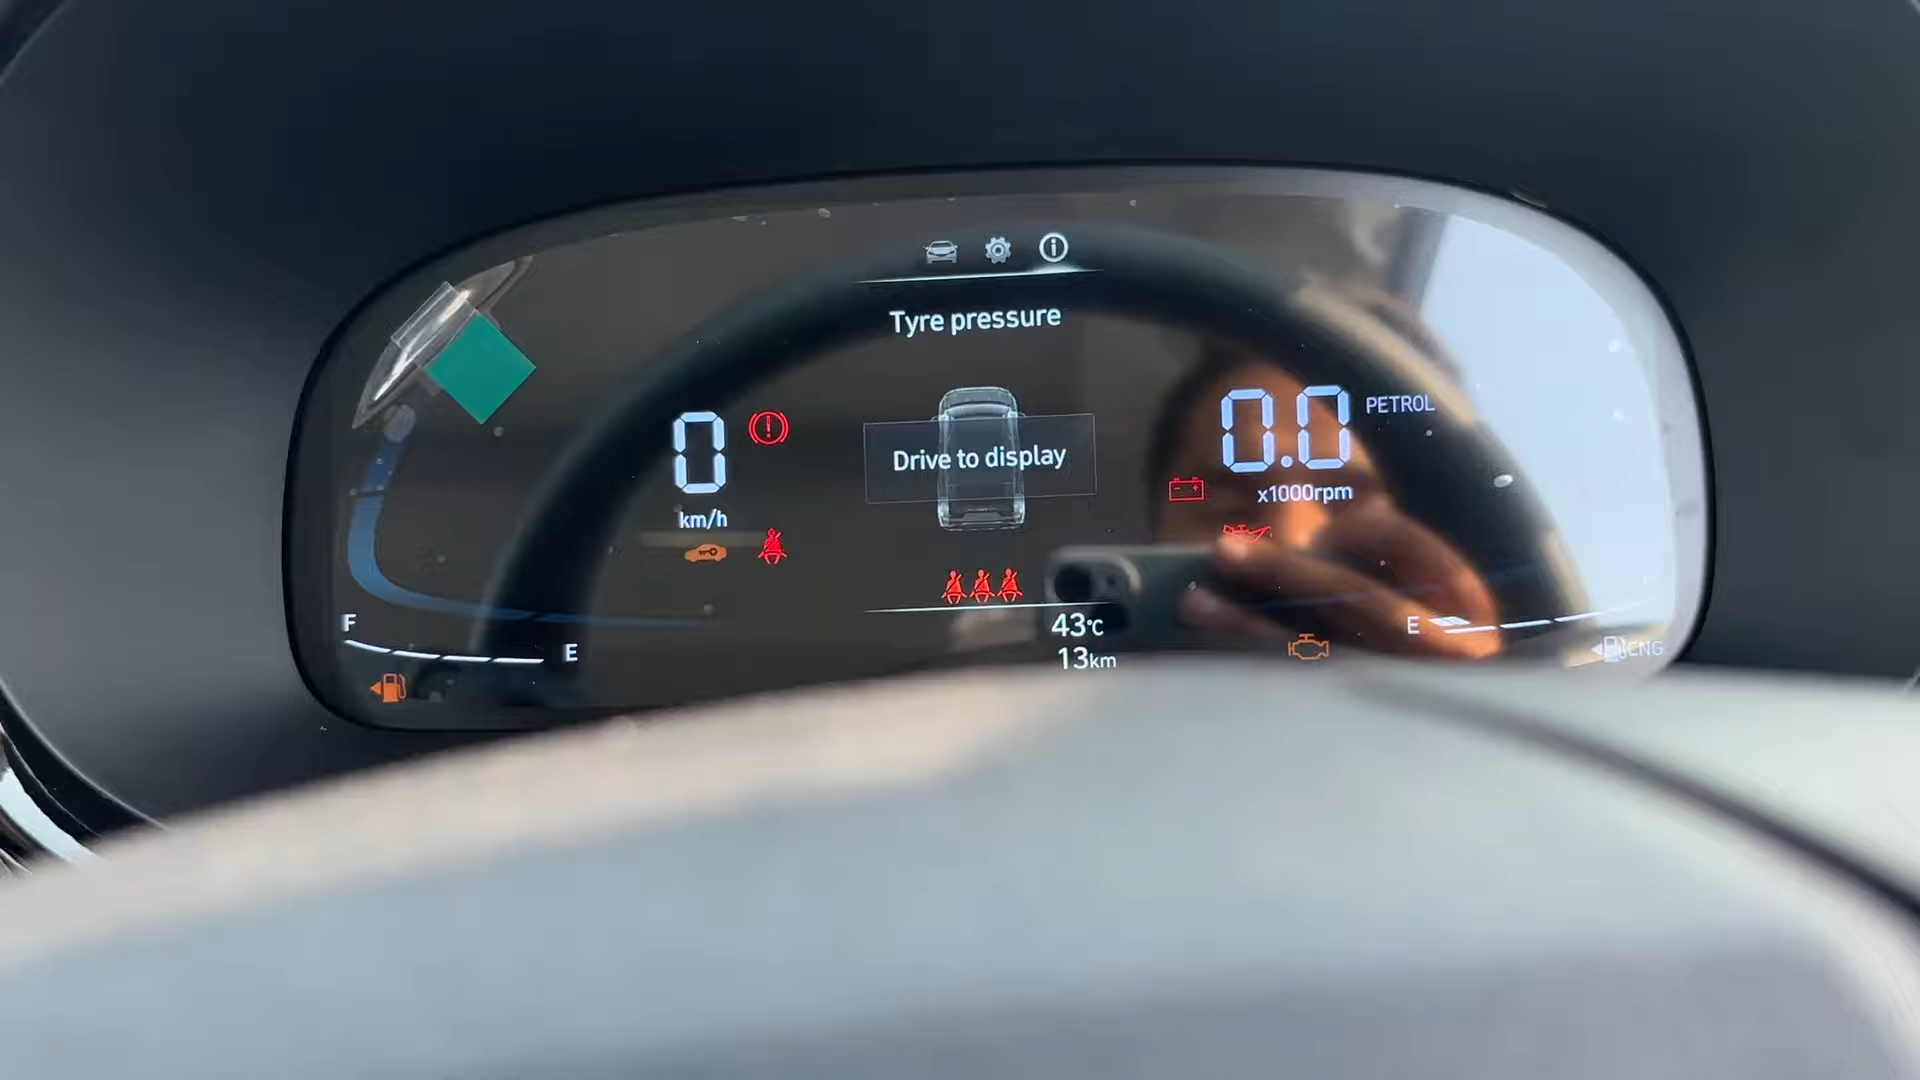 Tyre pressure
0
km/h
Drive to display
0.0
PETROL
x1000rpm
43°C
13km
F
E
E
CNG